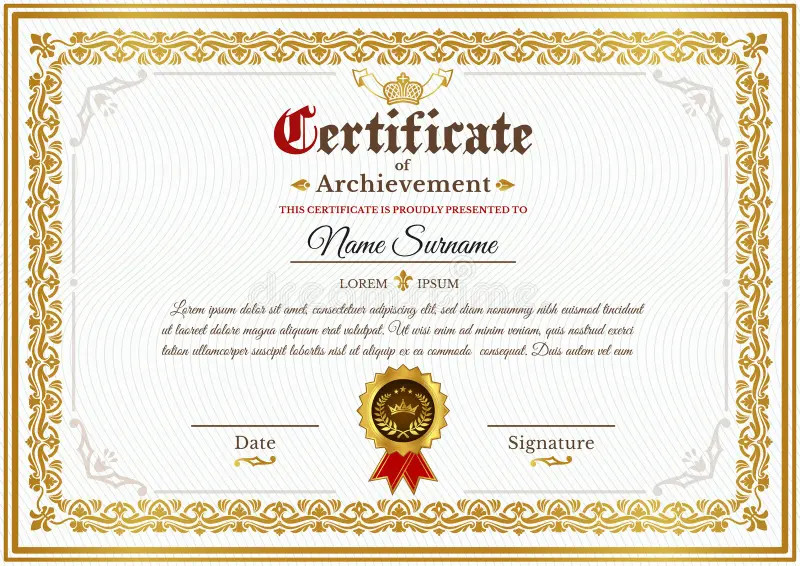 Certificate
of
Archievement
THIS CERTIFICATE IS PROUDLY PRESENTED TO
Name Surname
LOREM IPSUM
Lorem ipsum dolor sit amet, consectetuer adipiscing elit, sed diam nonummy nibh euismod tincidunt
ut laoreet dolore magna aliquam erat volutpat. Ut wisi enim ad minim veniam, quis nostrud exerci
tation ullamcorper suscipit lobortis nisl ut aliquip ex ea commodo consequat. Duis autem vel eum
Date
Signature